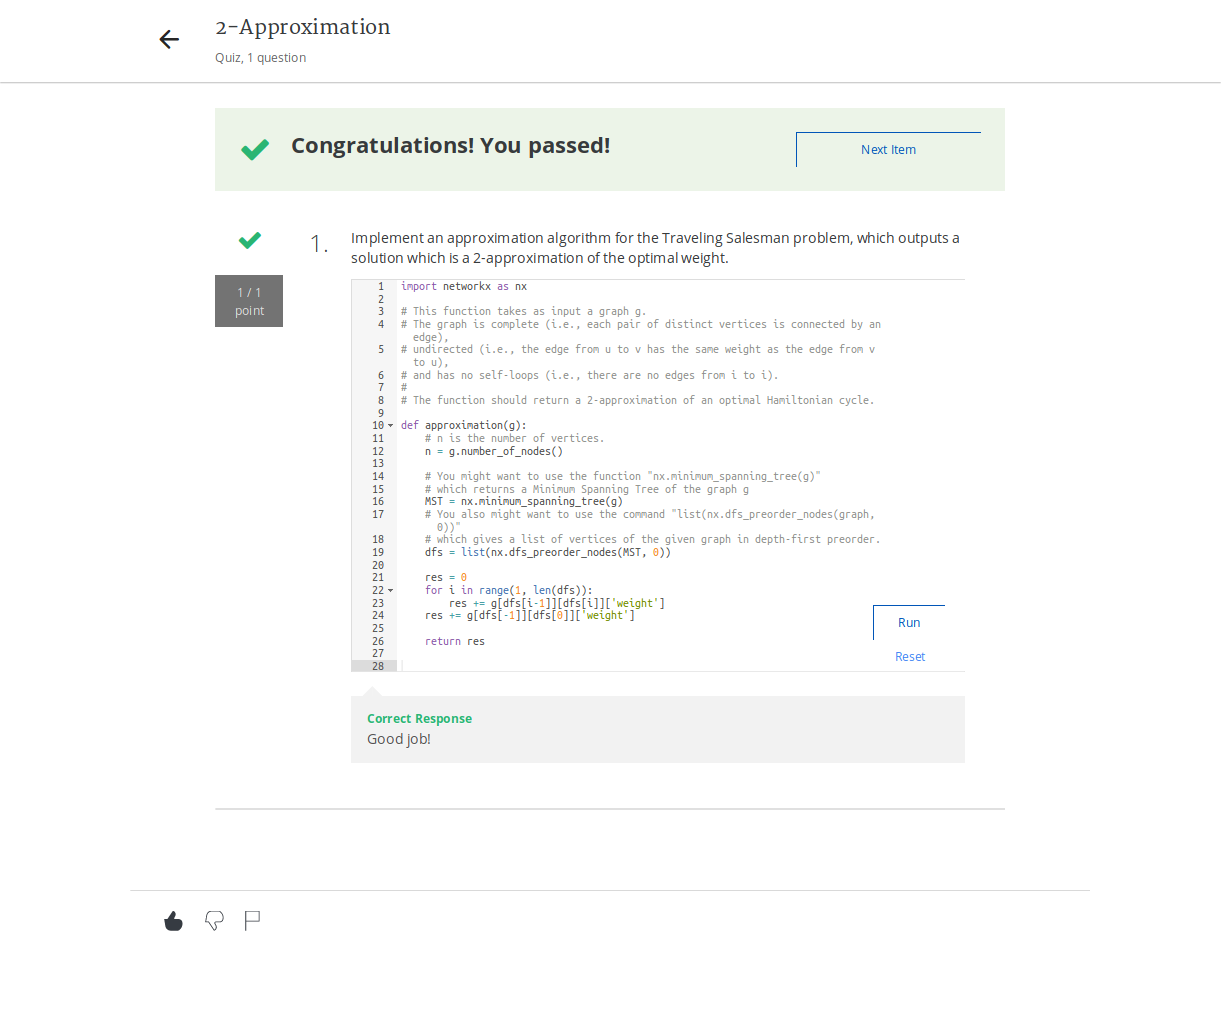 2-Approximation
Quiz, 1 question
Congratulations! You passed!
Next Item
1 / 1
point
1.
Implement an approximation algorithm for the Traveling Salesman problem, which outputs a
solution which is a 2-approximation of the optimal weight.
1 import networkx as nx
2
3 # This function takes as input a graph g.
4 # The graph is complete (i.e., each pair of distinct vertices is connected by an
edge),
5 # undirected (i.e., the edge from u to v has the same weight as the edge from v
to u),
6 # and has no self-loops (i.e., there are no edges from i to i).
7 #
8 # The function should return a 2-approximation of an optimal Hamiltonian cycle.
9
10 def approximation(g):
11     # n is the number of vertices.
12     n = g.number_of_nodes()
13
14     # You might want to use the function "nx.minimum_spanning_tree(g)"
15     # which returns a Minimum Spanning Tree of the graph g
16     MST = nx.minimum_spanning_tree(g)
17     # You also might want to use the command "list(nx.dfs_preorder_nodes(graph,
0))"
18     # which gives a list of vertices of the given graph in depth-first preorder.
19     dfs = list(nx.dfs_preorder_nodes(MST, 0))
20
21     res = 0
22     for i in range(1, len(dfs)):
23         res += g[dfs[i-1]][dfs[i]]['weight']
24     res += g[dfs[-1]][dfs[0]]['weight']
25
26     return res
27
28
Run
Reset
Correct Response
Good job!